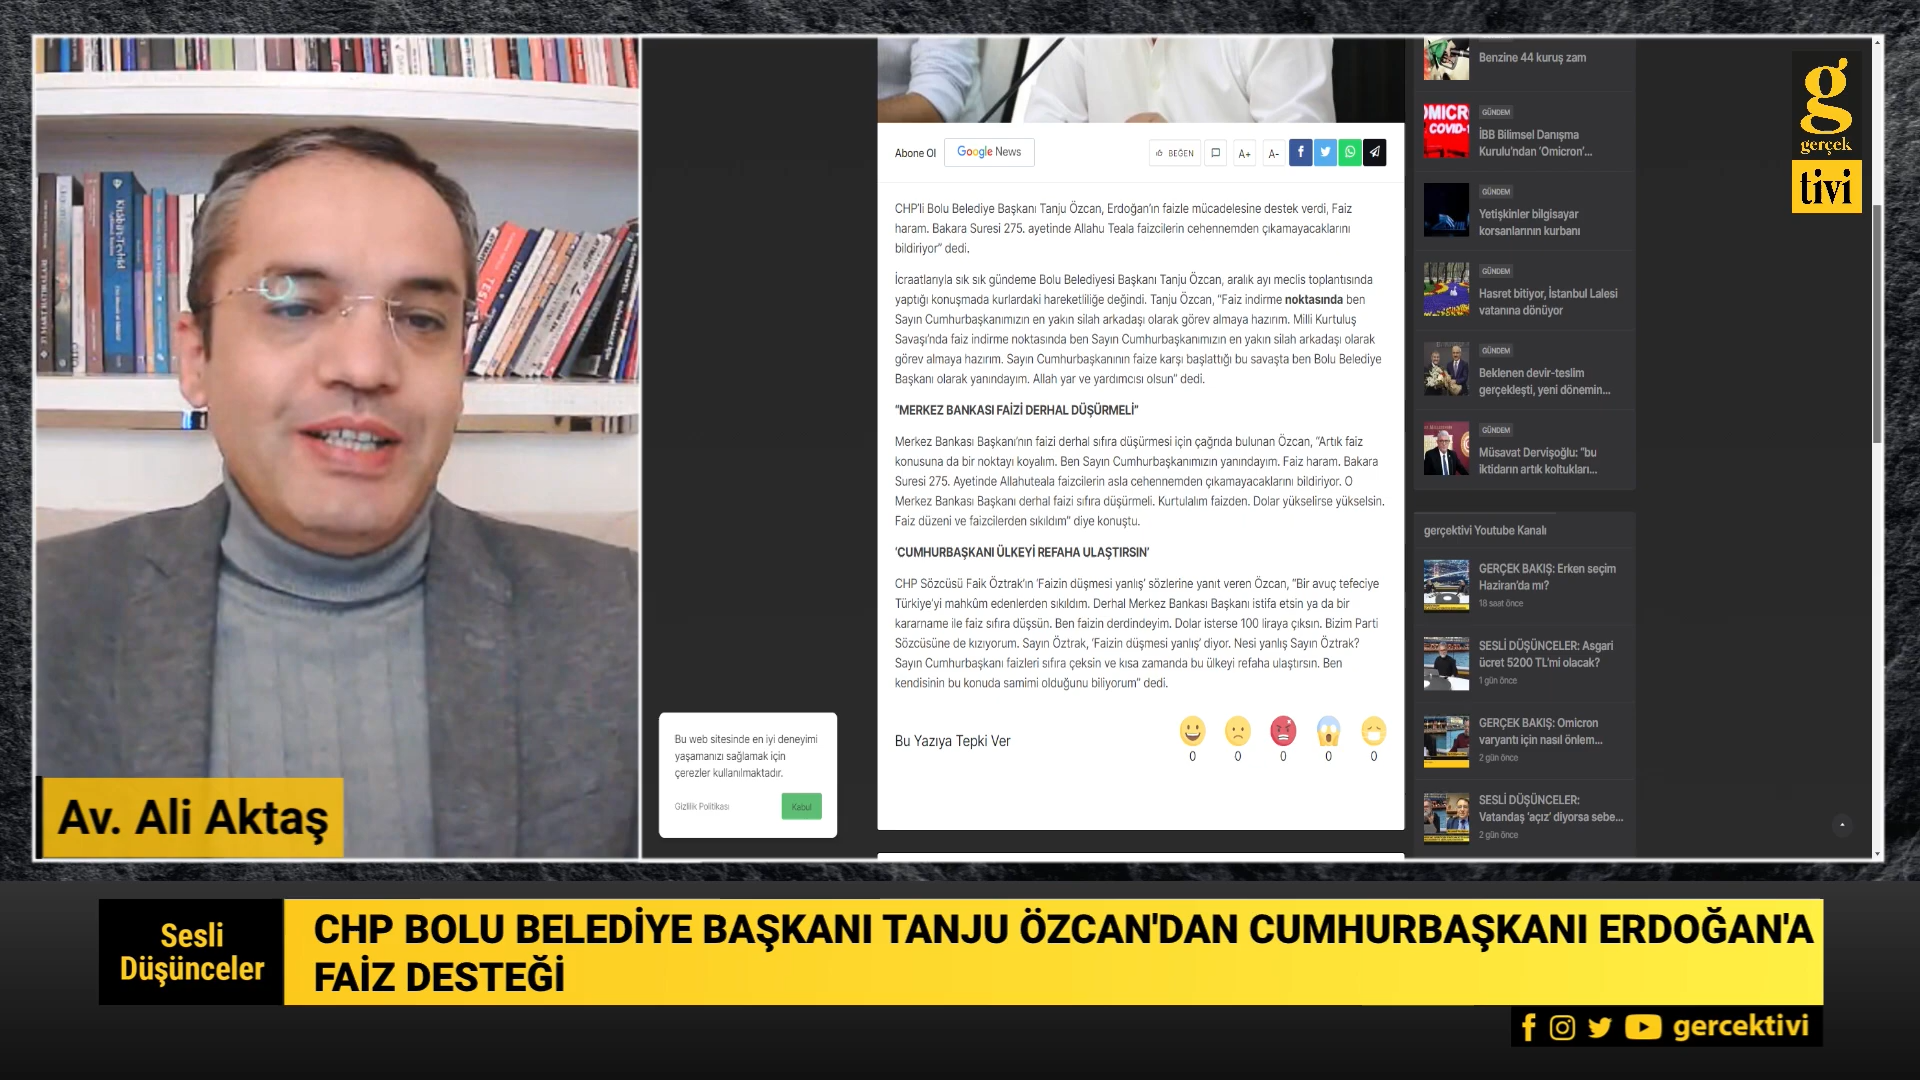 Av. Ali Aktaş
Abone Ol
Google News
BEĞEN
A+
A-
CHP'li Bolu Belediye Başkanı Tanju Özcan, Erdoğan'ın faizle mücadelesine destek verdi, Faiz
haram. Bakara Suresi 275. ayetinde Allahu Teala faizcilerin cehennemden çıkamayacaklarını
bildiriyor" dedi.
İcraatlarıyla sık sık gündeme Bolu Belediyesi Başkanı Tanju Özcan, aralık ayı meclis toplantısında
yaptığı konuşmada kurlardaki hareketliliğe değindi. Tanju Özcan, "Faiz indirme noktasında ben
Sayın Cumhurbaşkanımızın en yakın silah arkadaşı olarak görev almaya hazırım. Milli Kurtuluş
Savaşı'nda faiz indirme noktasında ben Sayın Cumhurbaşkanımızın en yakın silah arkadaşı olarak
görev almaya hazırım. Sayın Cumhurbaşkanının faize karşı başlattığı bu savaşta ben Bolu Belediye
Başkanı olarak yanındayım. Allah yar ve yardımcısı olsun" dedi.
"MERKEZ BANKASI FAİZİ DERHAL DÜŞÜRMELİ"
Merkez Bankası Başkanı'nın faizi derhal sıfıra düşürmesi için çağrıda bulunan Özcan, "Artık faiz
konusuna da bir noktayı koyalım. Ben Sayın Cumhurbaşkanımızın yanındayım. Faiz haram. Bakara
Suresi 275. Ayetinde Allahuteala faizcilerin asla cehennemden çıkamayacaklarını bildiriyor. O
Merkez Bankası Başkanı derhal faizi sıfıra düşürmeli. Kurtulalım faizden. Dolar yükselirse yükselsin.
Faiz düzeni ve faizcilerden sıkıldım" diye konuştu.
'CUMHURBAŞKANI ÜLKEYİ REFAHA ULAŞTIRSIN'
CHP Sözcüsü Faik Öztrak'ın 'Faizin düşmesi yanlış' sözlerine yanıt veren Özcan, "Bir avuç tefeciye
Türkiye'yi mahkûm edenlerden sıkıldım. Derhal Merkez Bankası Başkanı istifa etsin ya da bir
kararname ile faiz sıfıra düşsün. Ben faizin derdindeyim. Dolar isterse 100 liraya çıksın. Bizim Parti
Sözcüsüne de kızıyorum. Sayın Öztrak, 'Faizin düşmesi yanlış' diyor. Nesi yanlış Sayın Öztrak?
Sayın Cumhurbaşkanı faizleri sıfıra çeksin ve kısa zamanda bu ülkeyi refaha ulaştırsın. Ben
kendisinin bu konuda samimi olduğunu biliyorum" dedi.
Bu Yazıya Tepki Ver
0
0
0
0
0
Bu web sitesinde en iyi deneyimi
yaşamanızı sağlamak için
çerezler kullanılmaktadır.
Gizlilik Politikası
Kabul
Benzine 44 kuruş zam
GÜNDEM
İBB Bilimsel Danışma
Kurulu'ndan 'Omicron'...
GÜNDEM
Yetişkinler bilgisayar
korsanlarının kurbanı
GÜNDEM
Hasret bitiyor, İstanbul Lalesi
vatanına dönüyor
GÜNDEM
Beklenen devir-teslim
gerçekleşti, yeni dönemin...
GÜNDEM
Müsavat Dervişoğlu: "bu
iktidarın artık koltukları...
gerçektivi Youtube Kanalı
GERÇEK BAKIŞ: Erken seçim
Haziran'da mı?
18 saat önce
SESLİ DÜŞÜNCELER: Asgari
ücret 5200 TL'mi olacak?
1 gün önce
GERÇEK BAKIŞ: Omicron
varyantı için nasıl önlem...
2 gün önce
SESLİ DÜŞÜNCELER:
Vatandaş 'açız' diyorsa sebe...
2 gün önce
g
gerçek
tivi
Sesli
Düşünceler
CHP BOLU BELEDİYE BAŞKANI TANJU ÖZCAN'DAN CUMHURBAŞKANI ERDOĞAN'A
FAİZ DESTEĞİ
gercektivi